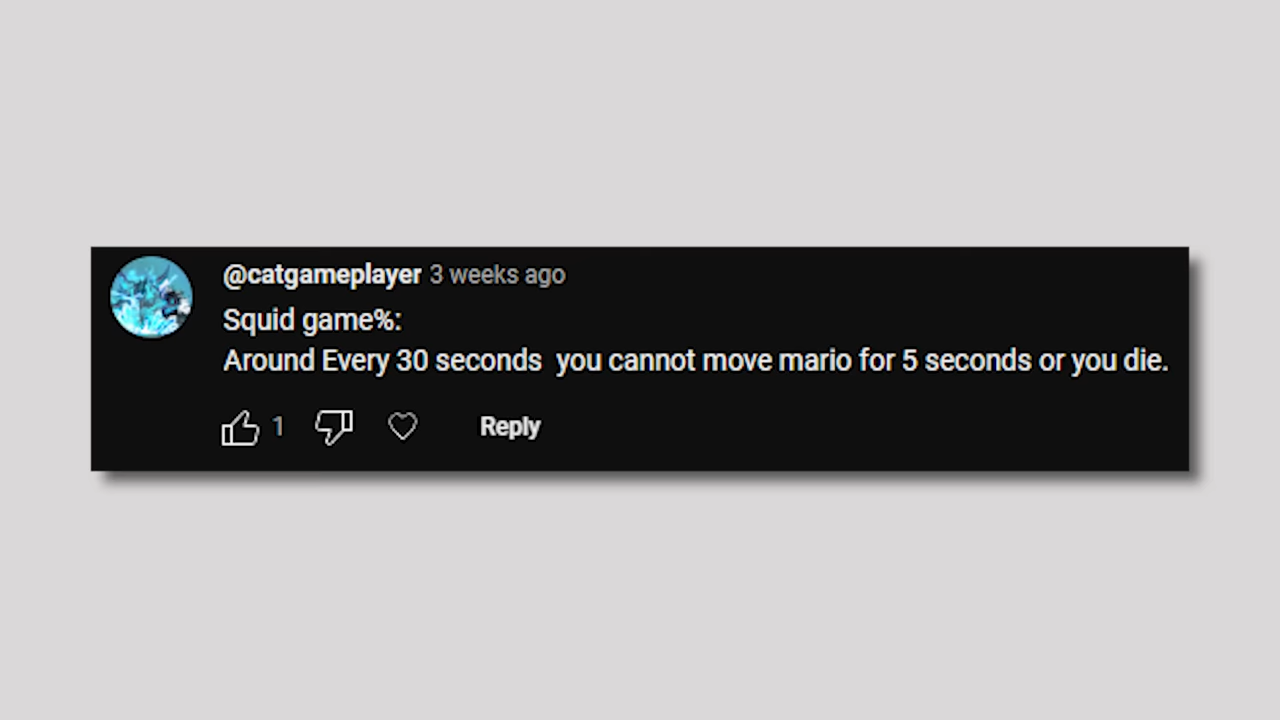 @catgameplayer 3 weeks ago
Squid game%:
Around Every 30 seconds  you cannot move mario for 5 seconds or you die.
1
Reply